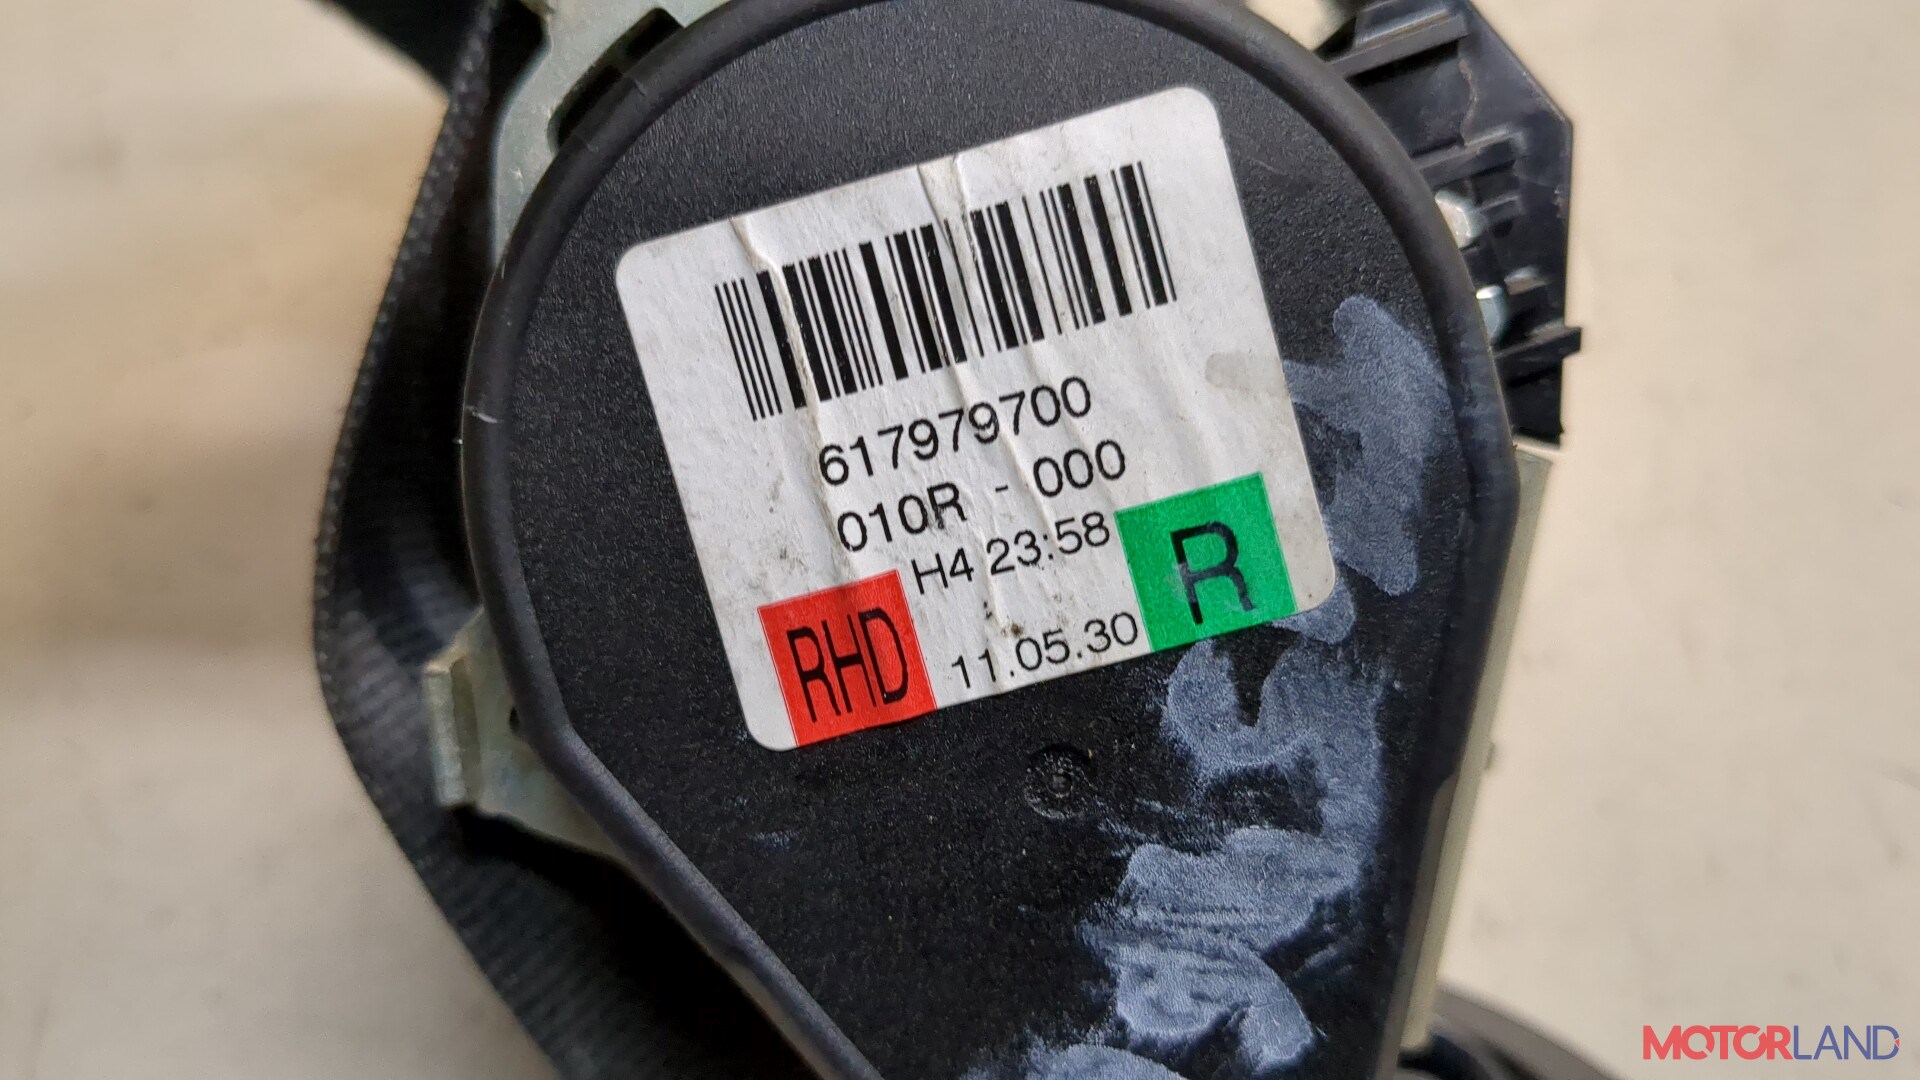 617979700
010R - 000
H4 23:58
R
RHD
11.05.30
MOTORLAND